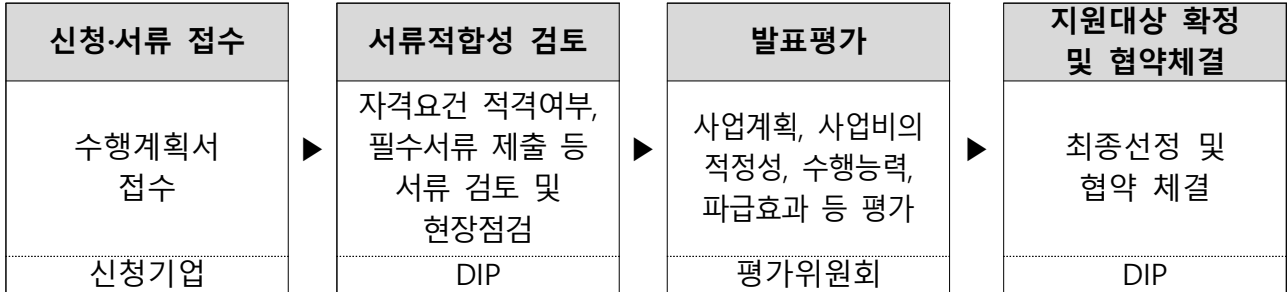 신청·서류 접수
수행계획서
접수
신청기업
▶
서류적합성 검토
자격요건 적격여부,
필수서류 제출 등
서류 검토 및
현장점검
DIP
▶
발표평가
사업계획, 사업비의
적정성, 수행능력,
파급효과 등 평가
평가위원회
▶
지원대상 확정
및 협약체결
최종선정 및
협약 체결
DIP